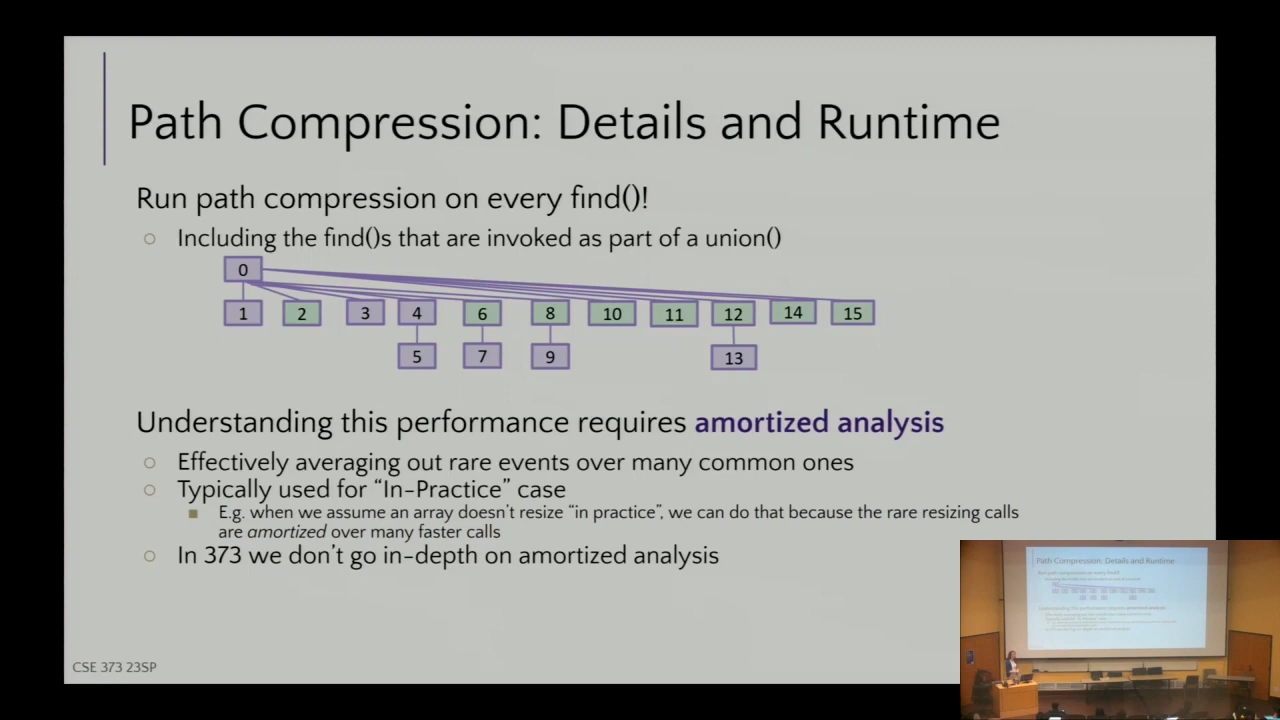 Path Compression: Details and Runtime
Run path compression on every find()!
○ Including the find()s that are invoked as part of a union()
0
1 2 3 4 6 8 10 11 12 14 15
5 7 9 13
Understanding this performance requires amortized analysis
○ Effectively averaging out rare events over many common ones
○ Typically used for “In-Practice” case
■ E.g. when we assume an array doesn’t resize “in practice”, we can do that because the rare resizing calls
are amortized over many faster calls
○ In 373 we don’t go in-depth on amortized analysis
CSE 373 23SP
Path Compression: Details and Runtime